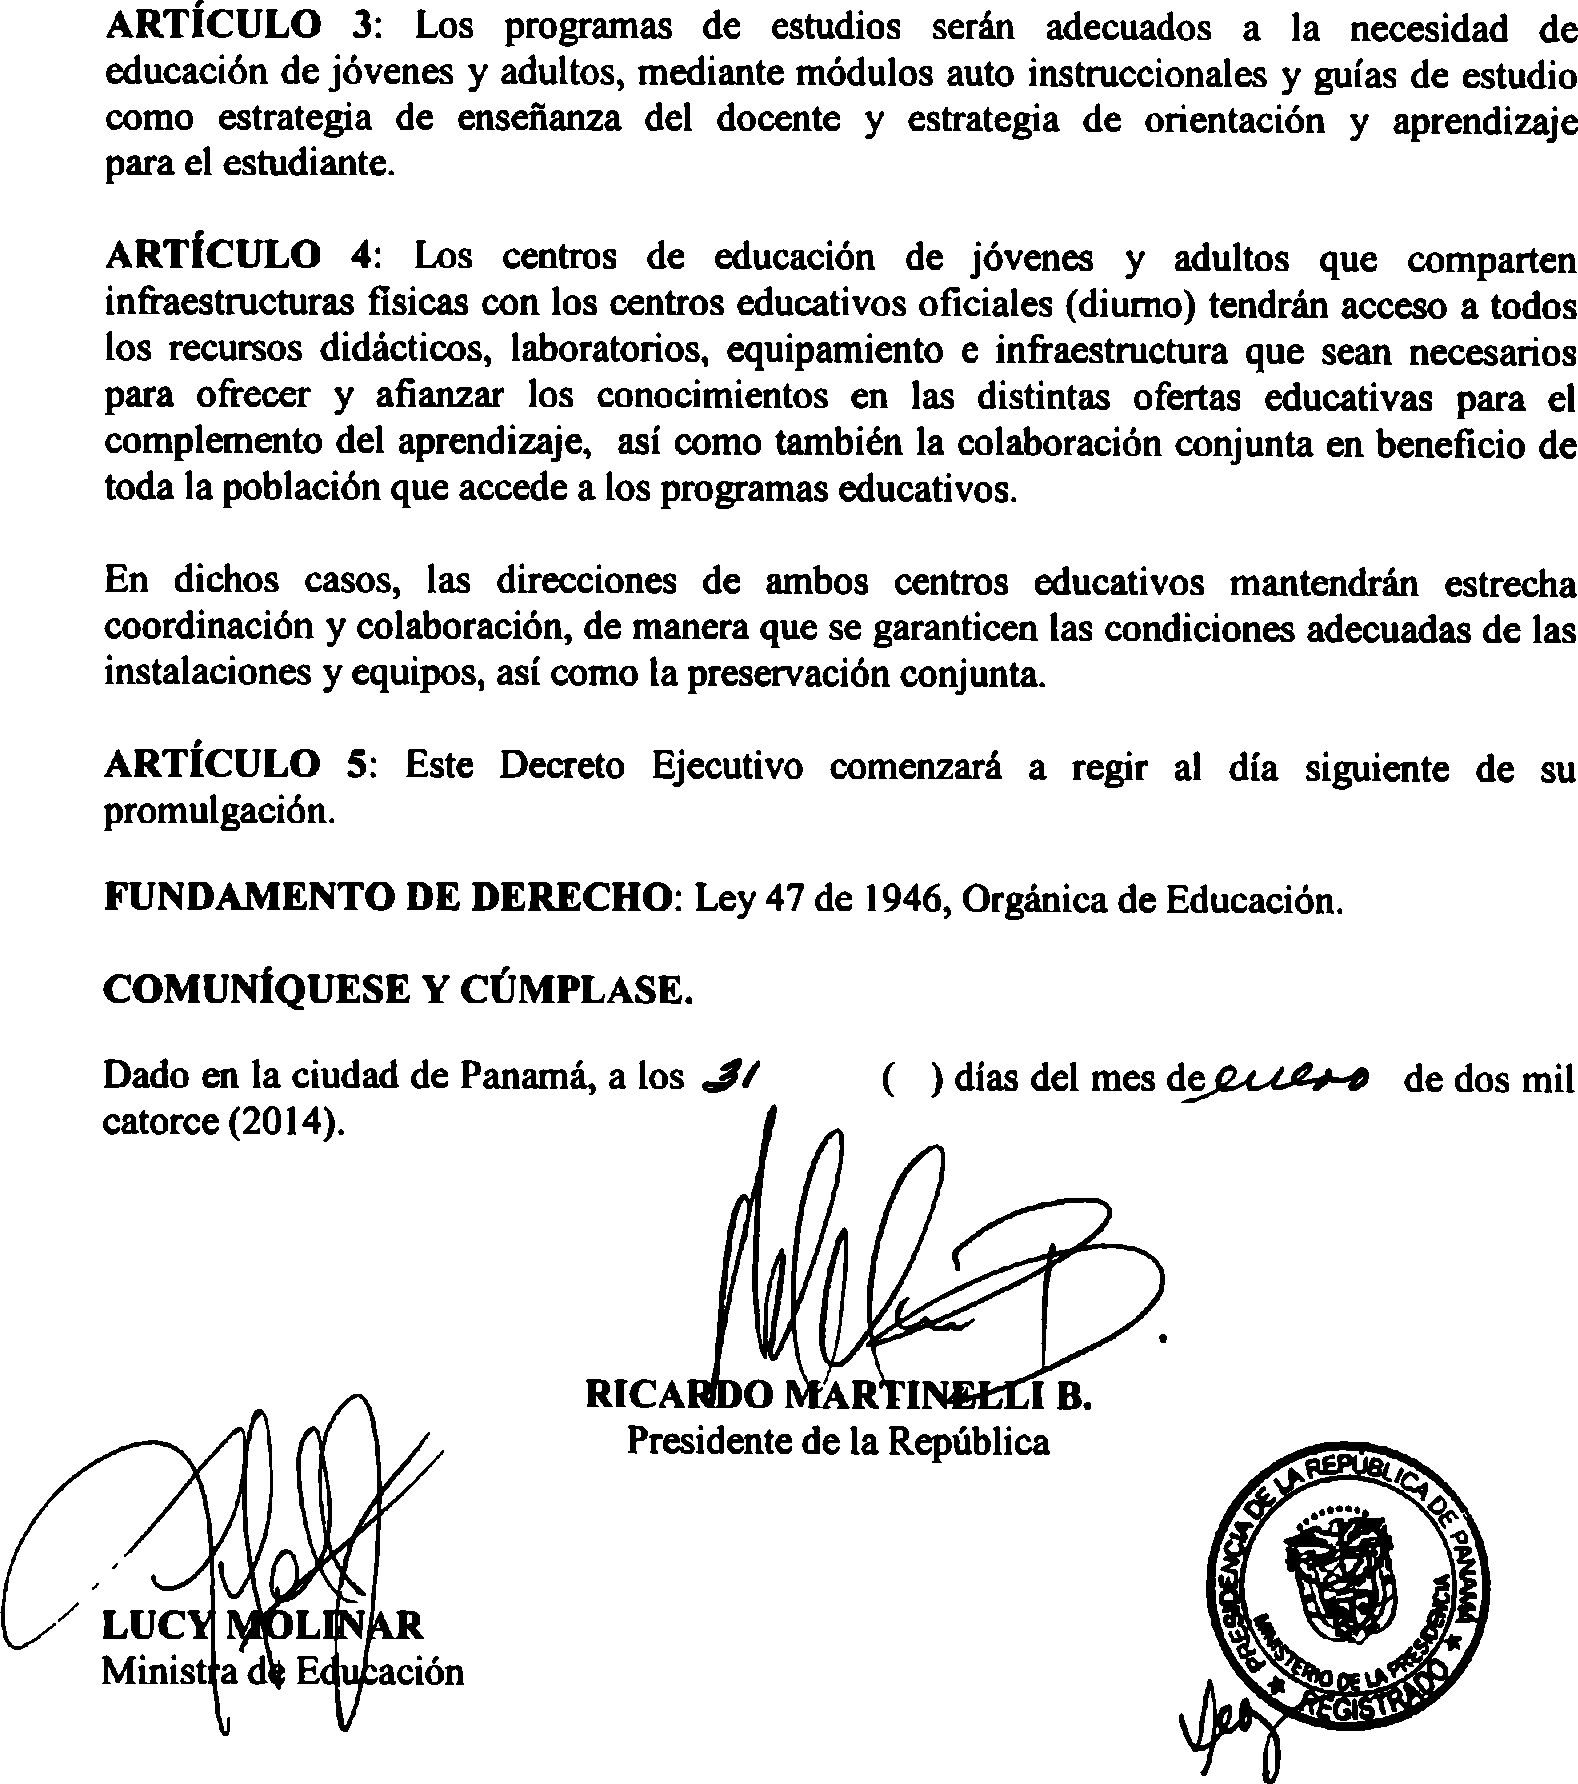 ARTÍCULO 3: Los programas de estudios serán adecuados a la necesidad de
educación de jóvenes y adultos, mediante módulos auto instruccionales y guías de estudio
como estrategia de enseñanza del docente y estrategia de orientación y aprendizaje
para el estudiante.
ARTÍCULO 4: Los centros de educación de jóvenes y adultos que comparten
infraestructuras físicas con los centros educativos oficiales (diurno) tendrán acceso a todos
los recursos didácticos, laboratorios, equipamiento e infraestructura que sean necesarios
para ofrecer y afianzar los conocimientos en las distintas ofertas educativas para el
complemento del aprendizaje, así como también la colaboración conjunta en beneficio de
toda la población que accede a los programas educativos.
En dichos casos, las direcciones de ambos centros educativos mantendrán estrecha
coordinación y colaboración, de manera que se garanticen las condiciones adecuadas de las
instalaciones y equipos, así como la preservación conjunta.
ARTÍCULO 5: Este Decreto Ejecutivo comenzará a regir al día siguiente de su
promulgación.
FUNDAMENTO DE DERECHO: Ley 47 de 1946, Orgánica de Educación.
COMUNÍQUESE Y CÚMPLASE.
Dado en la ciudad de Panamá, a los 31 ( ) días del mes de enero de dos mil
catorce (2014).
RICARDO MARTINELLI B.
Presidente de la República
LUCY MOLINAR
Ministra de Educación
PRESIDENCIA DE LA REPÚBLICA DE PANAMÁ
MINISTERIO DE LA PRESIDENCIA
REGISTRADO